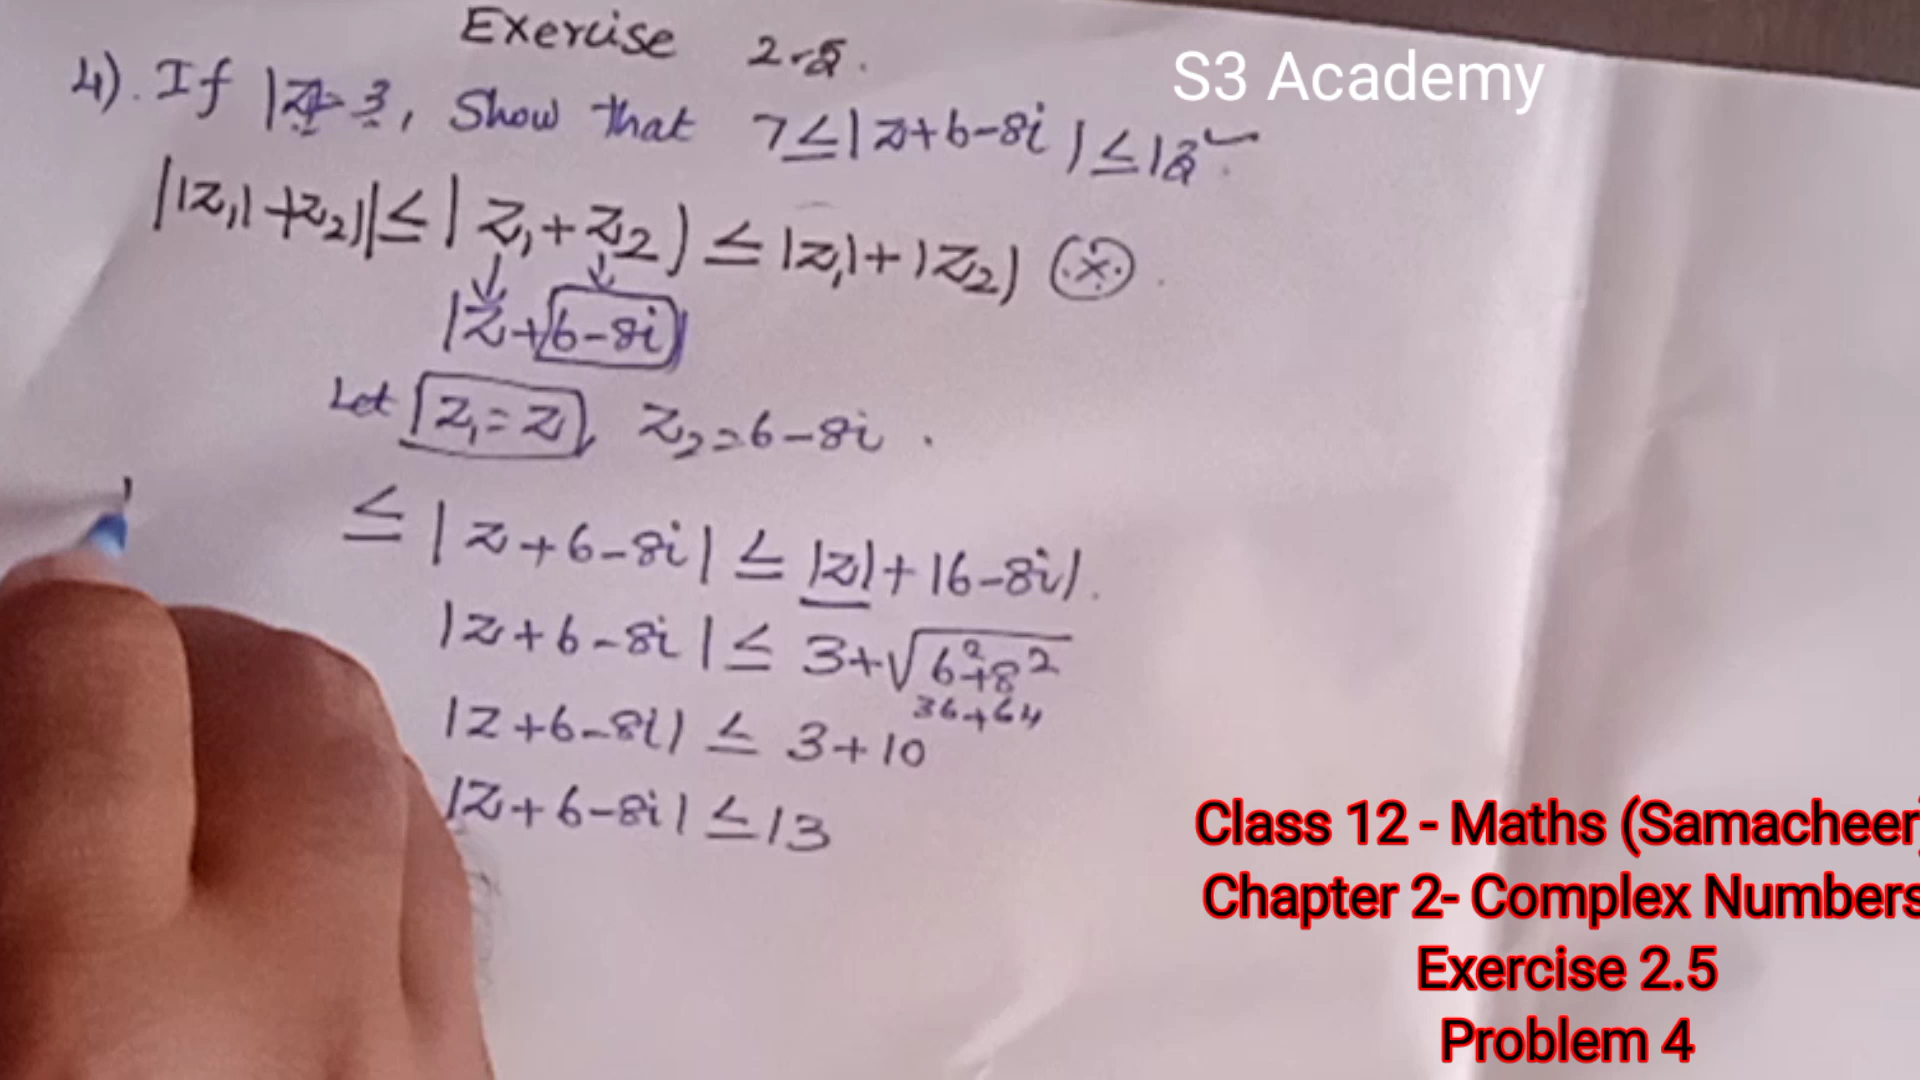 Exercise 2.5.
S3 Academy
4). If |z|= 3, Show that 7≤|z+6-8i|≤13
||z₁|+|z₂||≤|z₁+z₂|≤|z₁|+|z₂| (×)
|z+6-8i|
Let z₁=z, z₂=6-8i.
≤|z+6-8i|≤|z|+|6-8i|.
|z+6-8i|≤ 3+√6²+8²
36+64
|z+6-8i| ≤ 3+10
|z+6-8i|≤13
Class 12 - Maths (Samacheer)
Chapter 2- Complex Numbers
Exercise 2.5
Problem 4